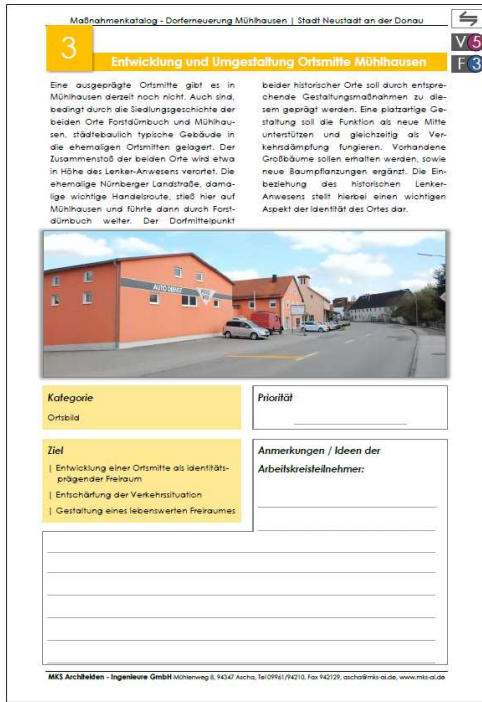 Maßnahmenkatalog - Dorferneuerung Mühlhausen | Stadt Neustadt an der Donau
3
V 5
F 3
Entwicklung und Umgestaltung Ortsmitte Mühlhausen
Eine ausgeprägte Ortsmitte gibt es in
Mühlhausen derzeit noch nicht. Auch sind,
bedingt durch die Siedlungsgeschichte der
beiden Orte Forstdürnbuch und Mühlhau-
sen, städtebaulich typische Gebäude in
die ehemaligen Ortsmitten gelagert. Der
Zusammenstoß der beiden Orte wird etwa
in Höhe des Lenker-Anwesens verortet. Die
ehemalige Nürnberger Landstraße, dama-
lige wichtige Handelsroute, stieß hier auf
Mühlhausen und führte dann durch Forst-
dürnbuch weiter. Der Dorfmittelpunkt
beider historischer Orte soll durch entspre-
chende Gestaltungsmaßnahmen zu die-
sem geprägt werden. Eine platzartige Ge-
staltung soll die Funktion als neue Mitte
unterstützen und gleichzeitig als Ver-
kehrsdämpfung fungieren. Vorhandene
Großbäume sollen erhalten werden, sowie
neue Baumpflanzungen ergänzt. Die Ein-
beziehung des historischen Lenker-
Anwesens stellt hierbei einen wichtigen
Aspekt der Identität des Ortes dar.
AUTO DIENST
Kategorie
Ortsbild
Priorität
Ziel
| Entwicklung einer Ortsmitte als identitäts-
prägender Freiraum
| Entschärfung der Verkehrssituation
| Gestaltung eines lebenswerten Freiraumes
Anmerkungen / Ideen der
Arbeitskreisteilnehmer:
MKS Architekten - Ingenieure GmbH Mühlenweg 8, 94347 Ascha, Tel 09961/94210, Fax 942129, ascha@mks-ai.de, www.mks-ai.de